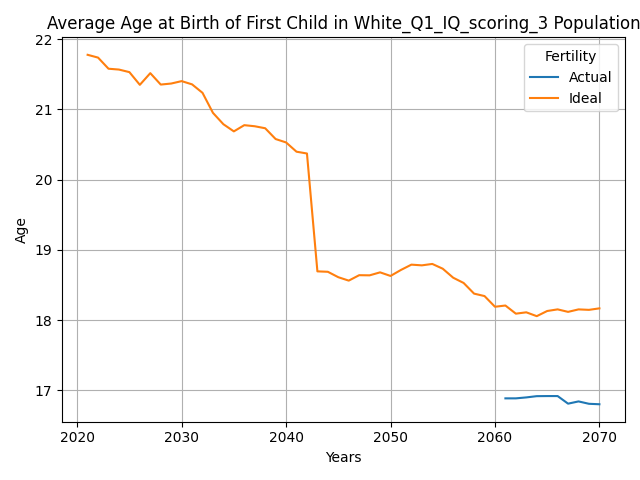 Average Age at Birth of First Child in White_Q1_IQ_scoring_3 Population
Fertility
Actual
Ideal
22
21
20
19
18
17
Age
2020
2030
2040
2050
2060
2070
Years